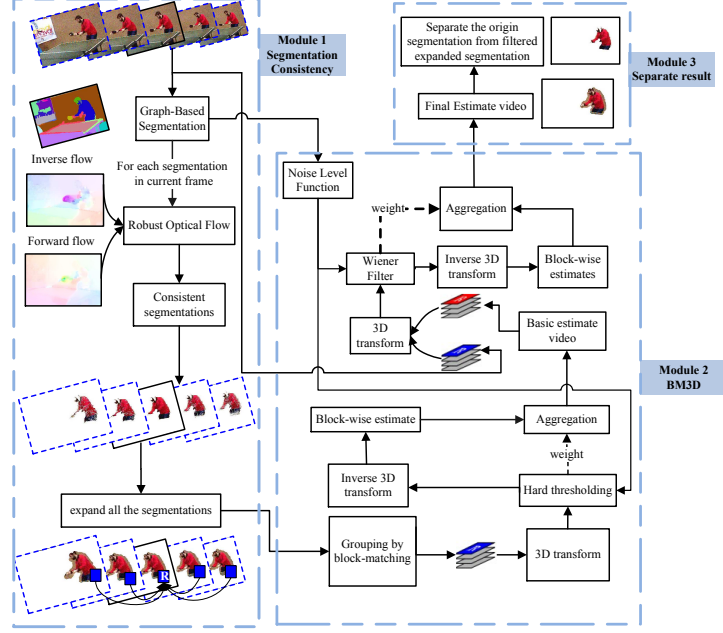 Module 1
Segmentation
Consistency
Graph-Based
Segmentation
Inverse flow
For each segmentation
in current frame
Robust Optical Flow
Forward flow
Consistent
segmentations
expand all the segmentations
R
Separate the origin
segmentation from filtered
expanded segmentation
Final Estimate video
Module 3
Separate result
Noise Level
Function
weight
Aggregation
Wiener
Filter
Inverse 3D
transform
Block-wise
estimates
3D
transform
Basic estimate
video
Module 2
BM3D
Block-wise estimate
Aggregation
weight
Inverse 3D
transform
Hard thresholding
Grouping by
block-matching
3D transform